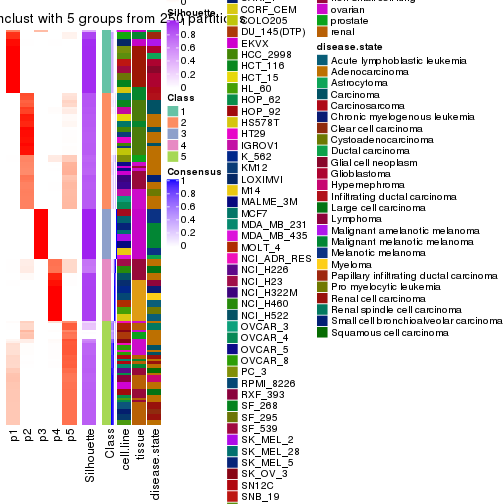 nclust with 5 groups from 250 partitions
0
Silhouette
1
0.8
0.6
0.4
0.2
0
Class
1
2
3
4
5
Consensus
1
0.8
0.6
0.4
0.2
0
p1
p2
p3
p4
p5
Silhouette
Class
cell.line
tissue
disease.state
CCRF_CEM
COLO205
DU_145(DTP)
EKVX
HCC_2998
HCT_116
HCT_15
HL_60
HOP_62
HOP_92
HS578T
HT29
IGROV1
K_562
KM12
LOXIMVI
M14
MALME_3M
MCF7
MDA_MB_231
MDA_MB_435
MOLT_4
NCI_ADR_RES
NCI_H226
NCI_H23
NCI_H322M
NCI_H460
NCI_H522
OVCAR_3
OVCAR_4
OVCAR_5
OVCAR_8
PC_3
RPMI_8226
RXF_393
SF_268
SF_295
SF_539
SK_MEL_2
SK_MEL_28
SK_MEL_5
SK_OV_3
SN12C
SNB_19
ovarian
prostate
renal
disease.state
Acute lymphoblastic leukemia
Adenocarcinoma
Astrocytoma
Carcinoma
Carcinosarcoma
Chronic myelogenous leukemia
Clear cell carcinoma
Cystoadenocarcinoma
Ductal carcinoma
Glial cell neoplasm
Glioblastoma
Hypernephroma
Infiltrating ductal carcinoma
Large cell carcinoma
Lymphoma
Malignant amelanotic melanoma
Malignant melanotic melanoma
Melanotic melanoma
Myeloma
Papillary infiltrating ductal carcinoma
Pro myelocytic leukemia
Renal cell carcinoma
Renal spindle cell carcinoma
Small cell bronchioalveolar carcinoma
Squamous cell carcinoma